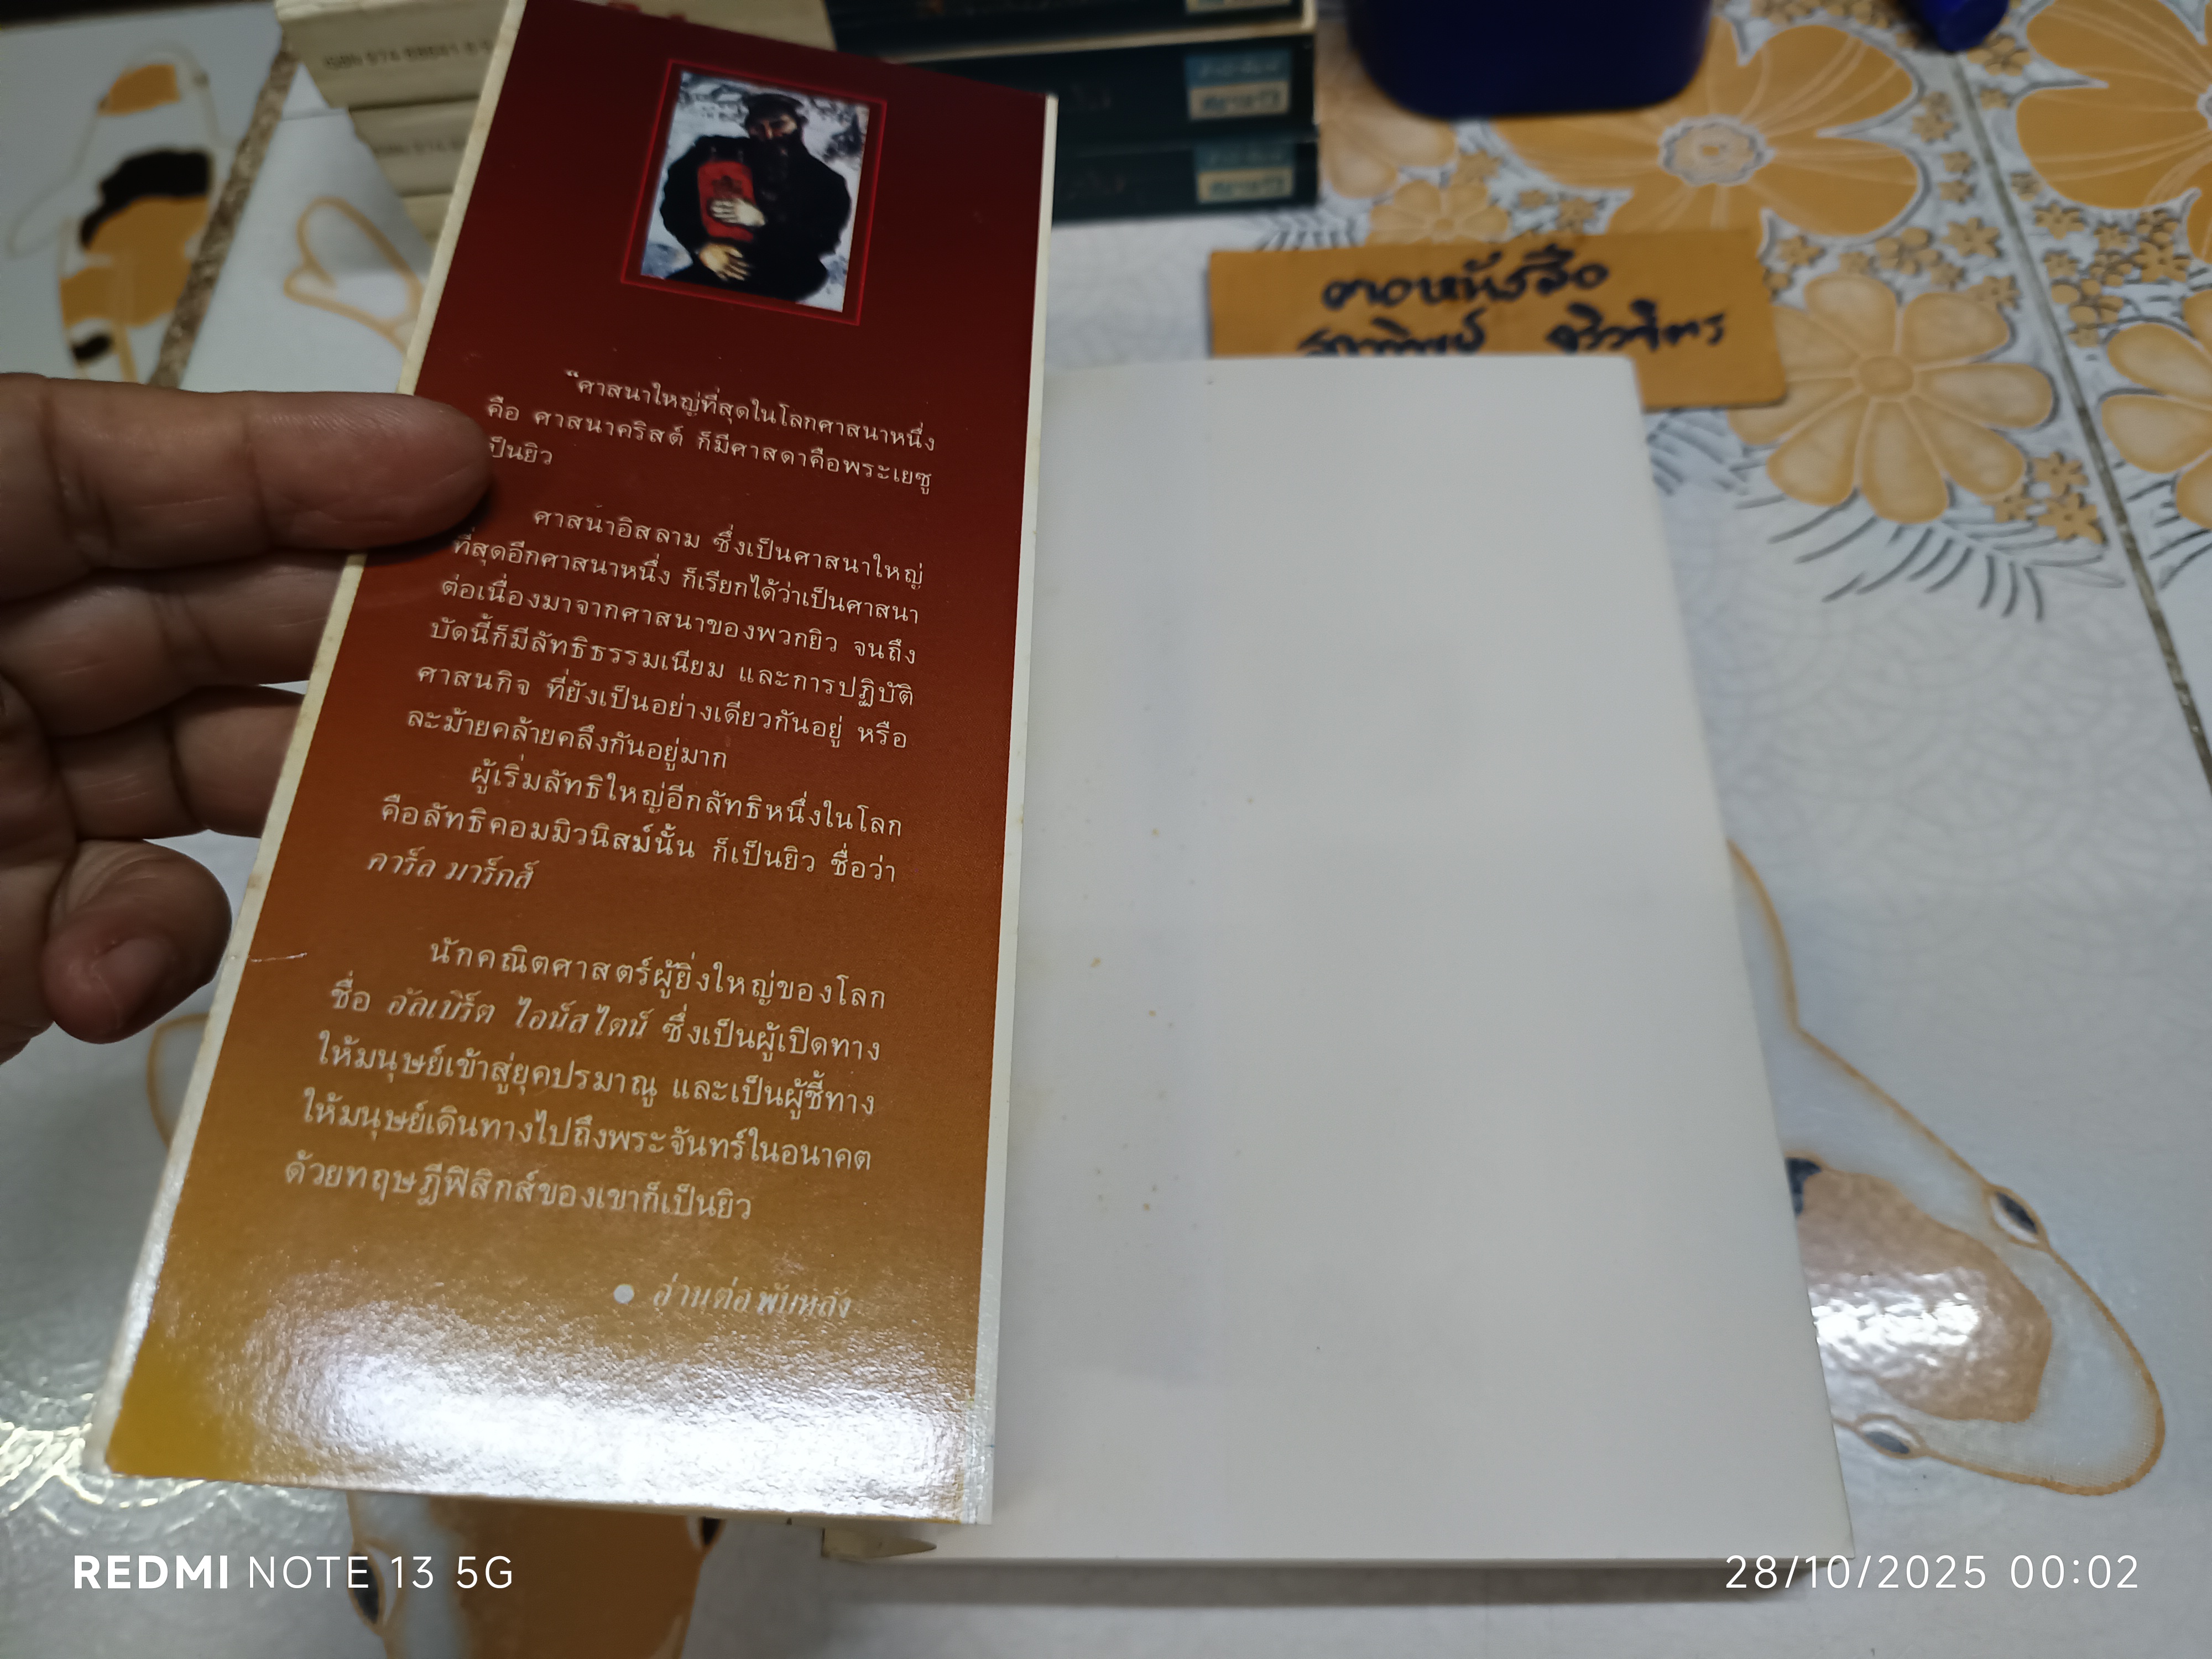 ISBN 974
"ศาสนาใหญ่ที่สุดในโลกศาสนาหนึ่ง
คือ ศาสนาคริสต์ ก็มีศาสดาคือพระเยซู
เป็นยิว
ศาสนาอิสลาม ซึ่งเป็นศาสนาใหญ่
ที่สุดอีกศาสนาหนึ่ง ก็เรียกได้ว่าเป็นศาสนา
ต่อเนื่องมาจากศาสนาของพวกยิว จนถึง
บัดนี้ก็มีลัทธิธรรมเนียม และการปฏิบัติ
ศาสนกิจ ที่ยังเป็นอย่างเดียวกันอยู่ หรือ
ละม้ายคล้ายคลึงกันอยู่มาก
ผู้เริ่มลัทธิใหญ่อีกลัทธิหนึ่งในโลก
คือลัทธิคอมมิวนิสม์นั้น ก็เป็นยิว ชื่อว่า
คาร์ล มาร์กส์
นักคณิตศาสตร์ผู้ยิ่งใหญ่ของโลก
ชื่อ อัลเบิร์ต ไอน์สไตน์ ซึ่งเป็นผู้เปิดทาง
ให้มนุษย์เข้าสู่ยุคปรมาณู และเป็นผู้ชี้ทาง
ให้มนุษย์เดินทางไปถึงพระจันทร์ในอนาคต
ด้วยทฤษฎีฟิสิกส์ของเขาก็เป็นยิว
● อ่านต่อพับหลัง
REDMI NOTE 13 5G
28/10/2025 00:02